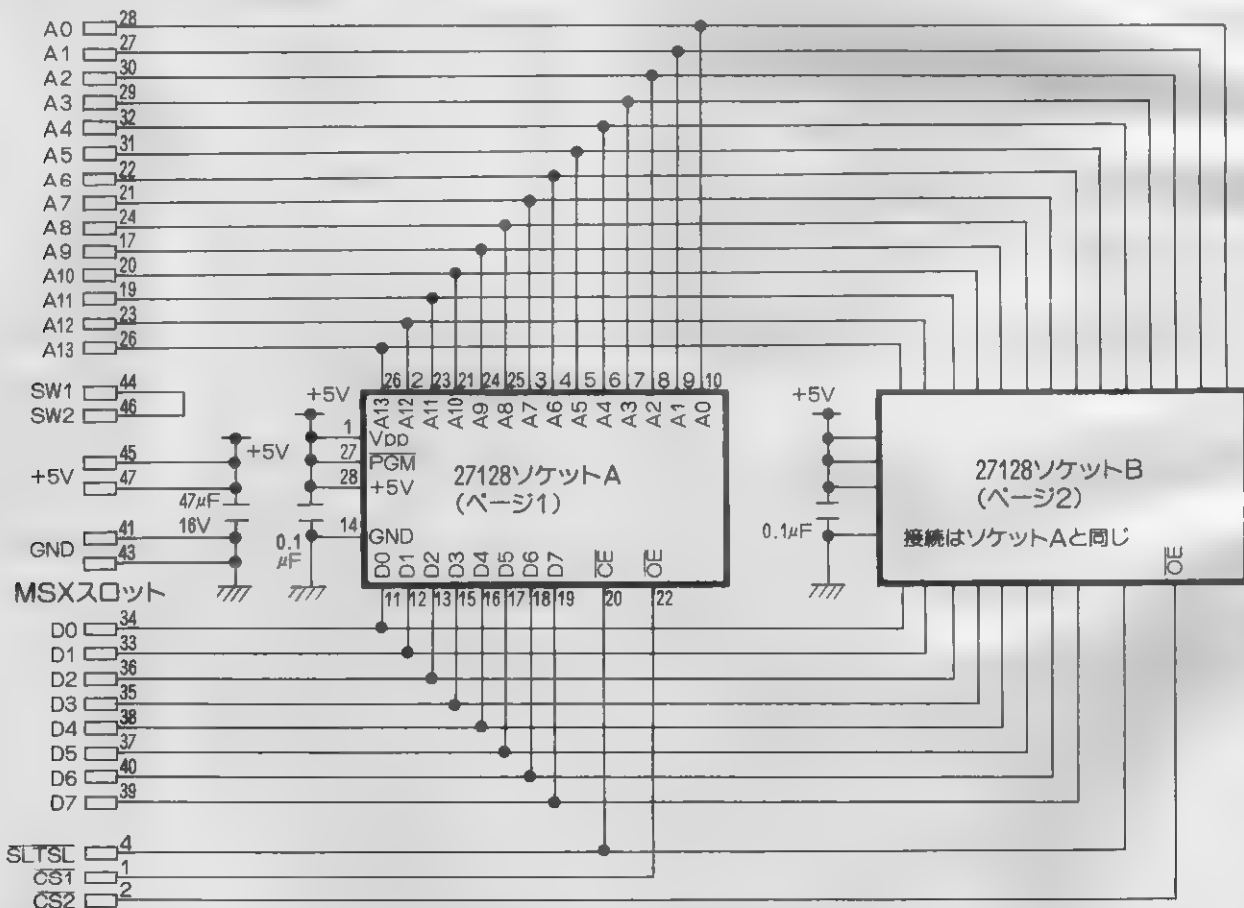 A0 28
A1 27
A2 30
A3 29
A4 32
A5 31
A6 22
A7 21
A8 24
A9 17
A10 20
A11 19
A12 23
A13 26
SW1 44
SW2 46
+5V 45
47
GND 41
43
MSXスロット
D0 34
D1 33
D2 36
D3 35
D4 38
D5 37
D6 40
D7 39
S̅L̅T̅S̅L̅ 4
C̅S̅1̅ 1
C̅S̅2̅ 2
+5V
47μF
16V
+5V
0.1
μF
26 2 23 21 24 25 3 4 5 6 7 8 9 10
A13 A12 A11 A10 A9 A8 A7 A6 A5 A4 A3 A2 A1 A0
1 Vpp
27 P̅G̅M̅
28 +5V
14 GND
27128ソケットA
(ページ1)
D0 D1 D2 D3 D4 D5 D6 D7 C̅E̅ O̅E̅
11 12 13 15 16 17 18 19 20 22
+5V
0.1μF
27128ソケットB
(ページ2)
接続はソケットAと同じ
O̅E̅